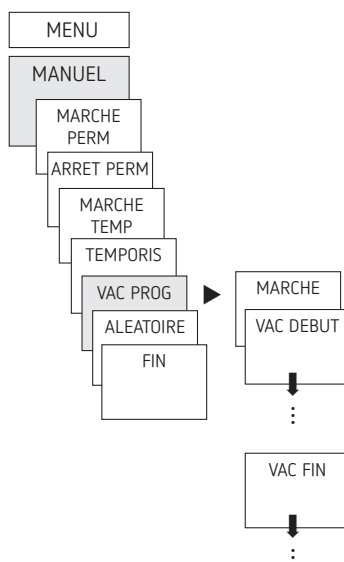 MENU
MANUEL
MARCHE
PERM
ARRET PERM
MARCHE
TEMP
TEMPORIS
VAC PROG
ALEATOIRE
FIN
MARCHE
VAC DEBUT
VAC FIN